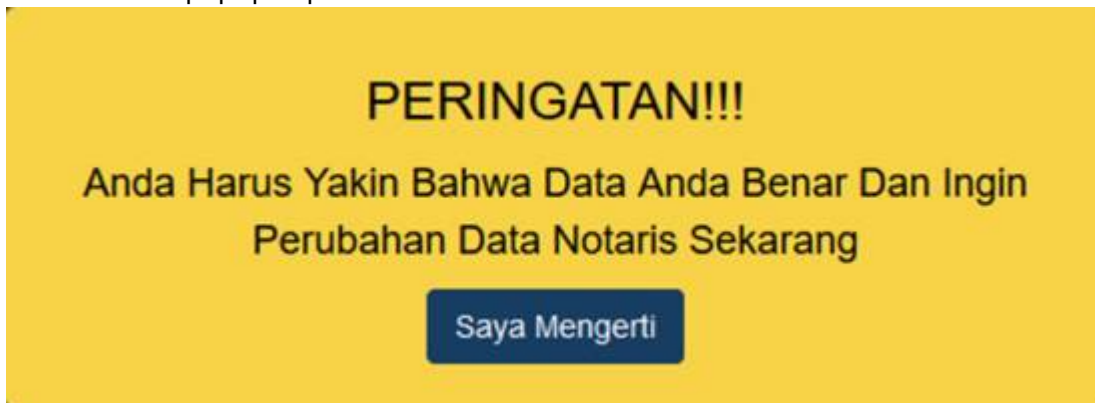 PERINGATAN!!!
Anda Harus Yakin Bahwa Data Anda Benar Dan Ingin
Perubahan Data Notaris Sekarang
Saya Mengerti